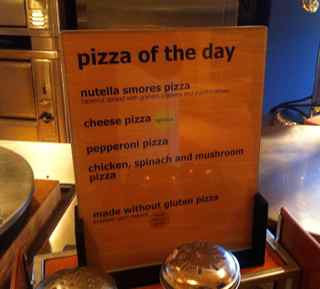 pizza of the day
nutella smores pizza
cheese pizza
pepperoni pizza
chicken, spinach and mushroom
pizza
made without gluten pizza